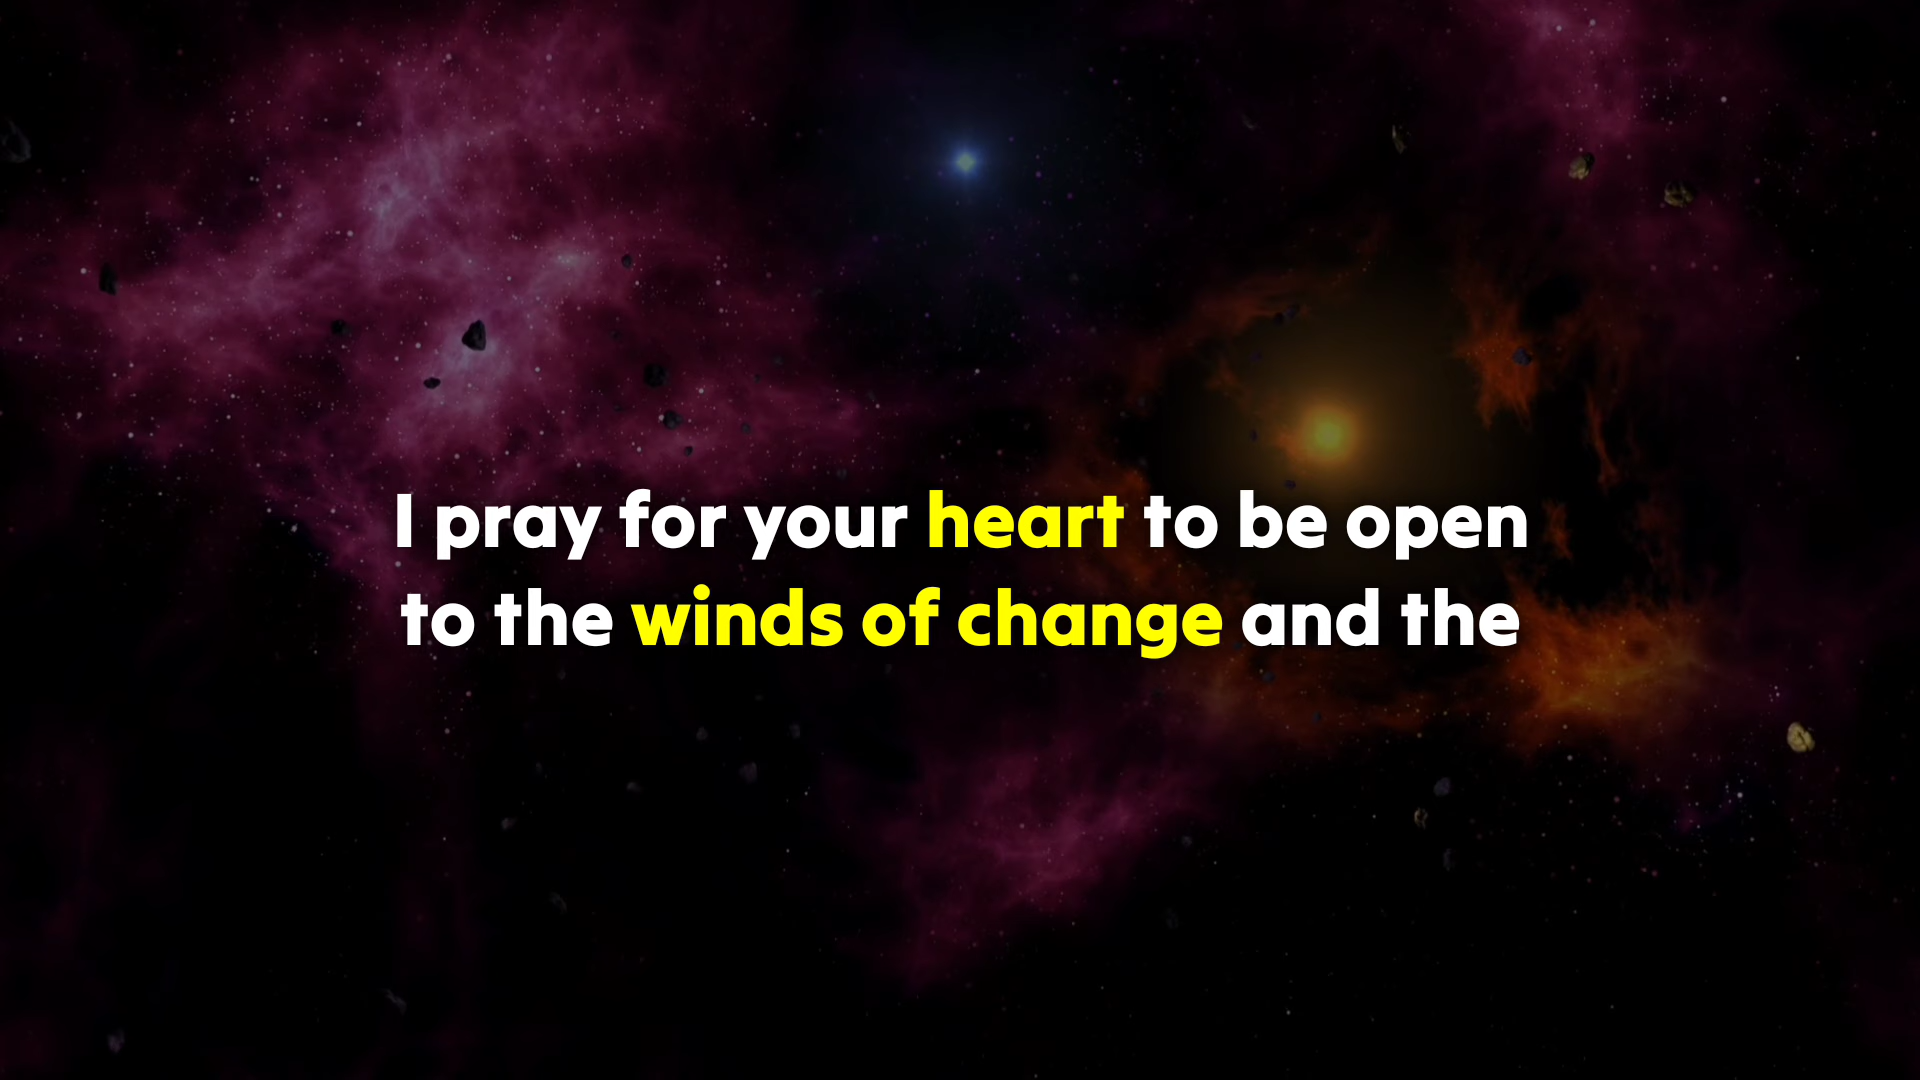 I pray for your heart to be open
to the winds of change and the